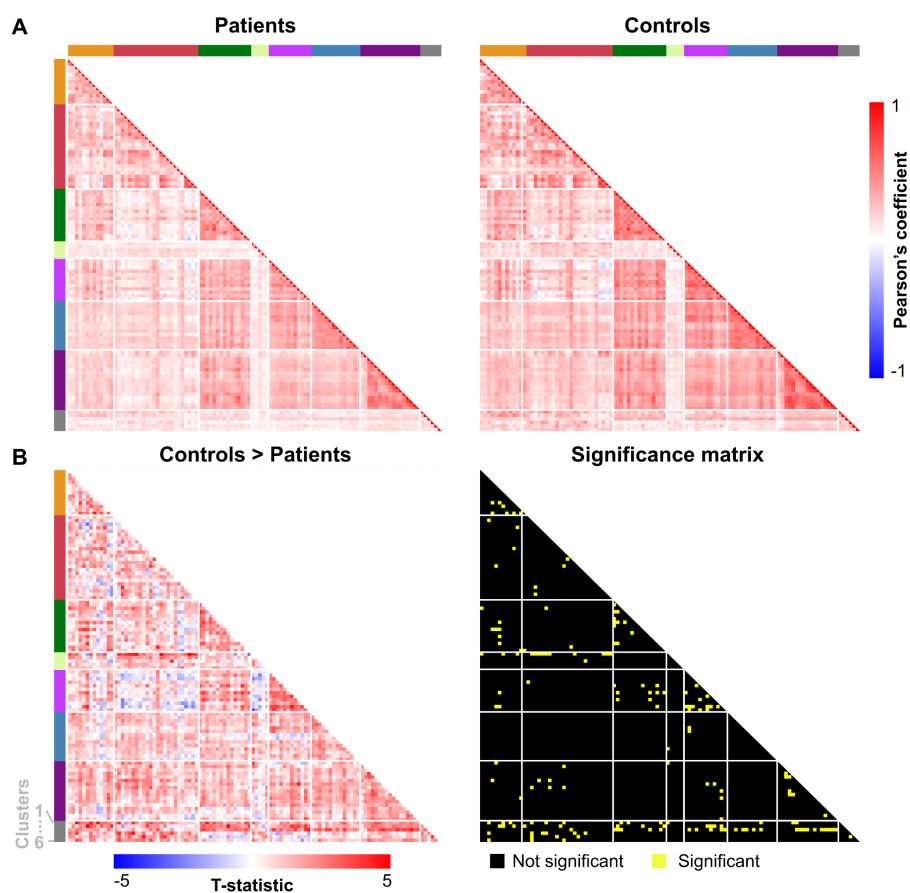 A
Patients
Controls
1
Pearson's coefficient
-1
B
Controls > Patients
Significance matrix
Clusters
1
6
-5
5
T-statistic
Not significant
Significant